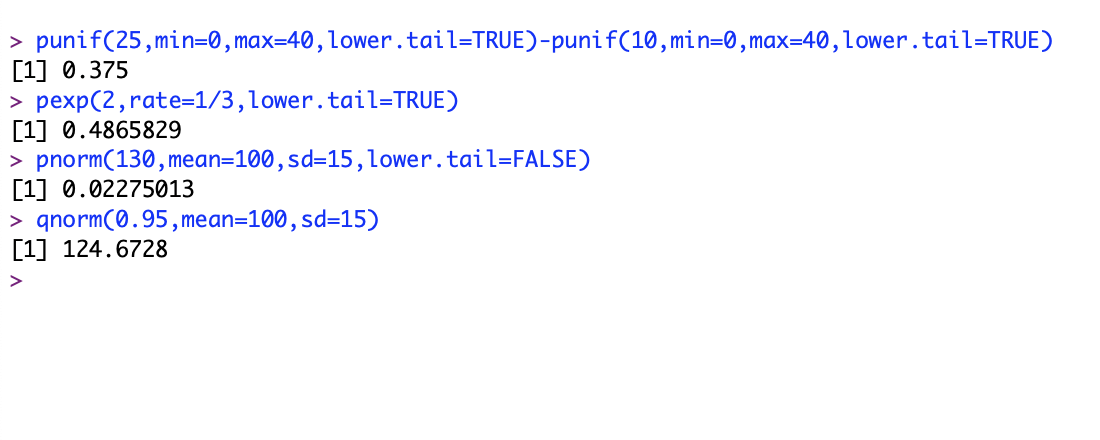 > punif(25,min=0,max=40,lower.tail=TRUE)-punif(10,min=0,max=40,lower.tail=TRUE)
[1] 0.375
> pexp(2,rate=1/3,lower.tail=TRUE)
[1] 0.4865829
> pnorm(130,mean=100,sd=15,lower.tail=FALSE)
[1] 0.02275013
> qnorm(0.95,mean=100,sd=15)
[1] 124.6728
>